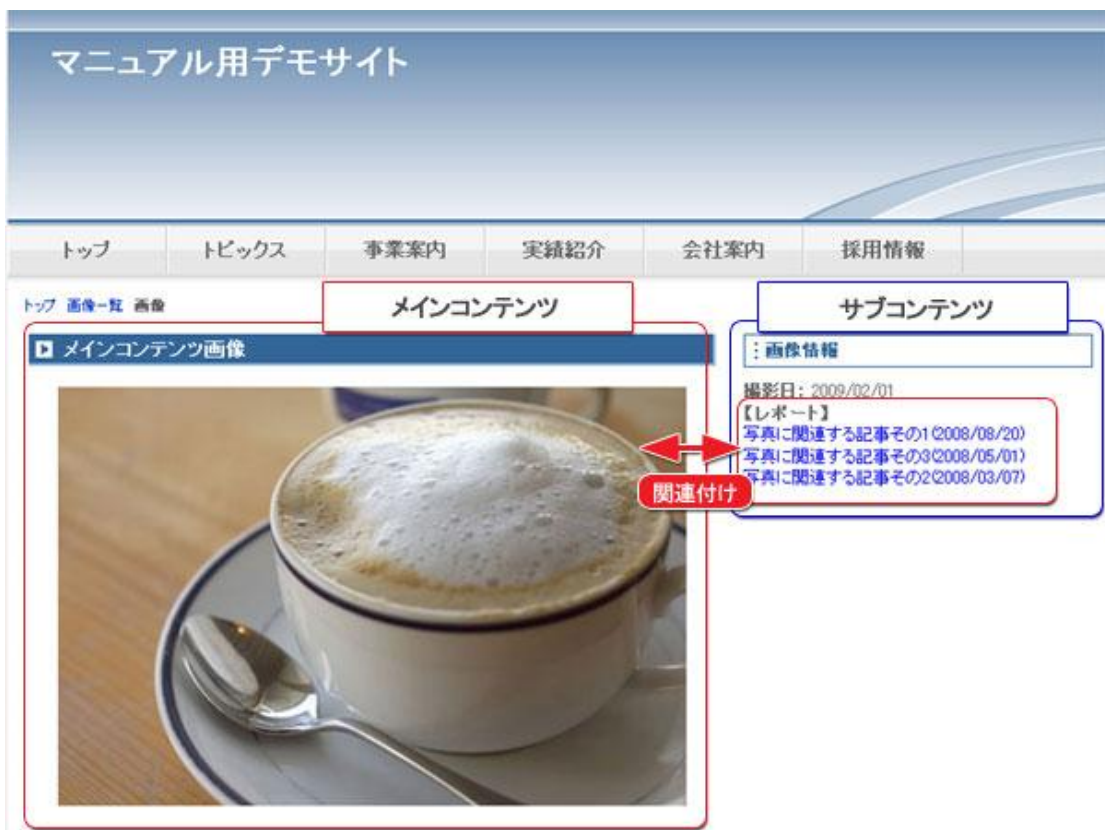 マニュアル用デモサイト
トップ トピックス 事業案内 実績紹介 会社案内 採用情報
トップ 画像一覧 画像
メインコンテンツ
サブコンテンツ
メインコンテンツ画像
画像情報
撮影日: 2009/02/01
【レポート】
写真に関連する記事その1(2008/08/20)
写真に関連する記事その3(2008/05/01)
写真に関連する記事その2(2008/03/07)
関連付け